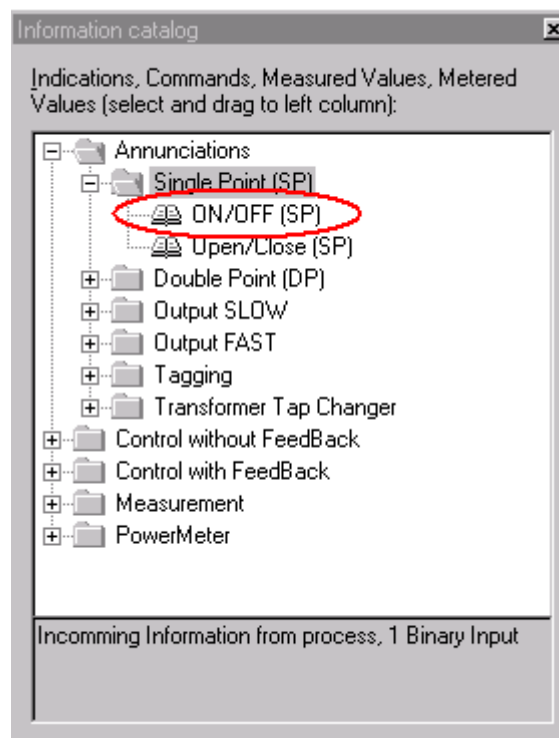 Information catalog
Indications, Commands, Measured Values, Metered
Values (select and drag to left column):
Annunciations
Single Point (SP)
ON/OFF (SP)
Open/Close (SP)
Double Point (DP)
Output SLOW
Output FAST
Tagging
Transformer Tap Changer
Control without FeedBack
Control with FeedBack
Measurement
PowerMeter
Incomming Information from process, 1 Binary Input